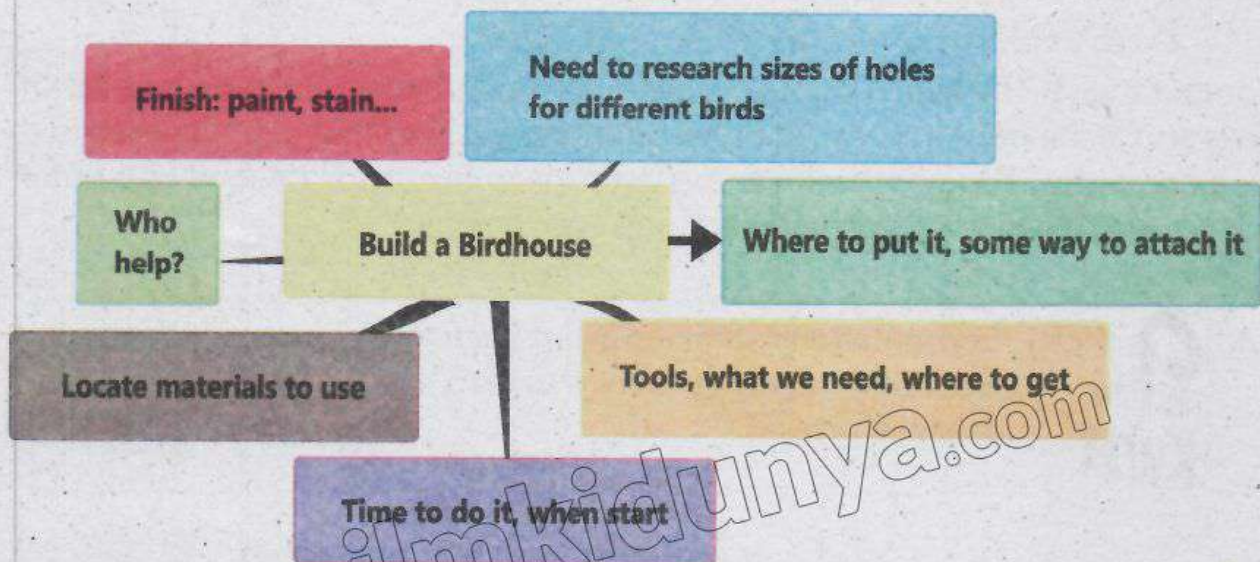 Finish: paint, stain...
Need to research sizes of holes
for different birds
Who
help?
Build a Birdhouse
Where to put it, some way to attach it
Locate materials to use
Tools, what we need, where to get
Time to do it, when start
ilmkidunya.com